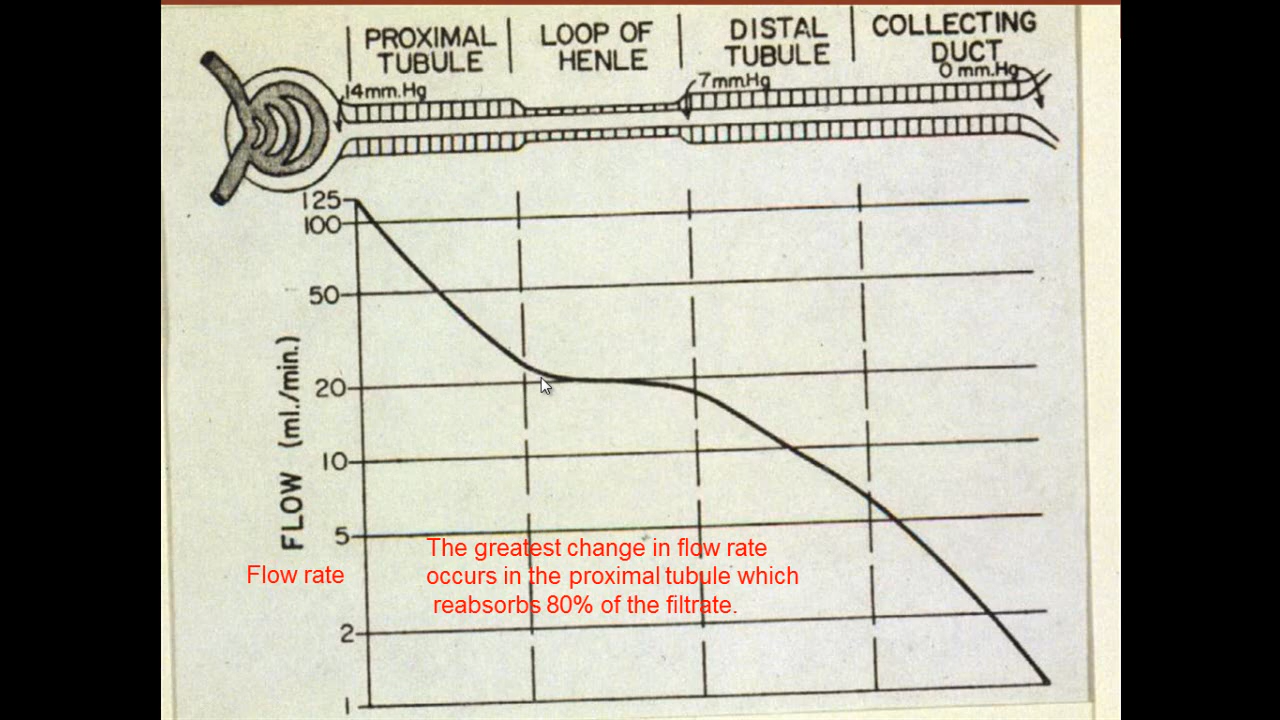 PROXIMAL
TUBULE
LOOP OF
HENLE
DISTAL
TUBULE
COLLECTING
DUCT
14mm.Hg
7mm.Hg
0 mm.Hg
125
100
50
20
10
5
2
1
FLOW (ml./min.)
Flow rate
The greatest change in flow rate
occurs in the proximal tubule which
reabsorbs 80% of the filtrate.